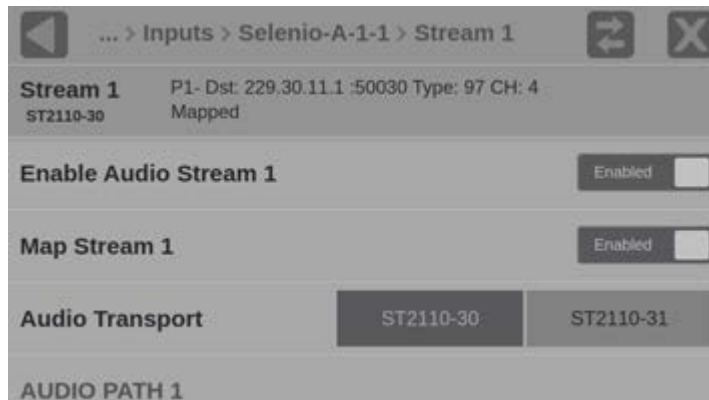 ... > Inputs > Selenio-A-1-1 > Stream 1
Stream 1 P1- Dst: 229.30.11.1 :50030 Type: 97 CH: 4
ST2110-30 Mapped
Enable Audio Stream 1 Enabled
Map Stream 1 Enabled
Audio Transport ST2110-30 ST2110-31
AUDIO PATH 1